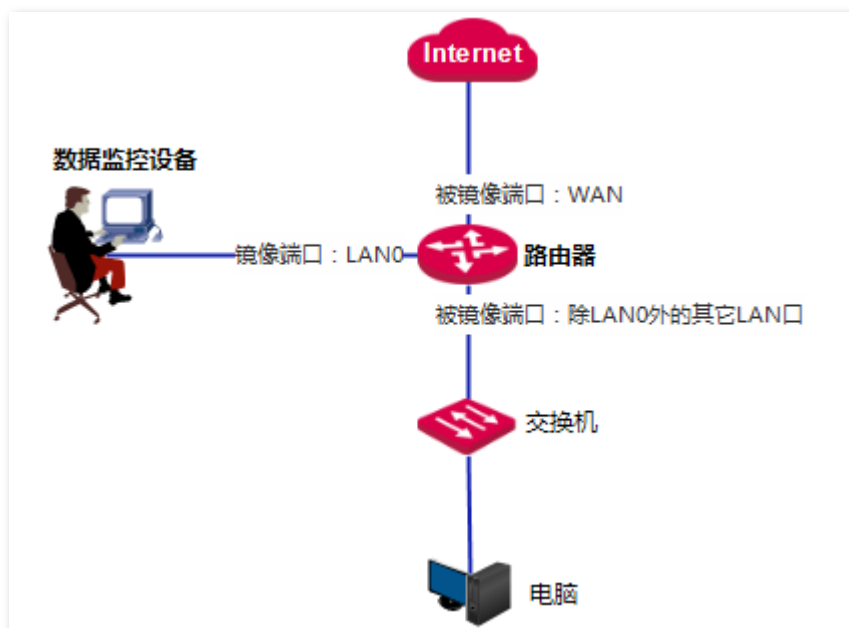 Internet
数据监控设备
被镜像端口：WAN
镜像端口：LAN0
路由器
被镜像端口：除LAN0外的其它LAN口
交换机
电脑